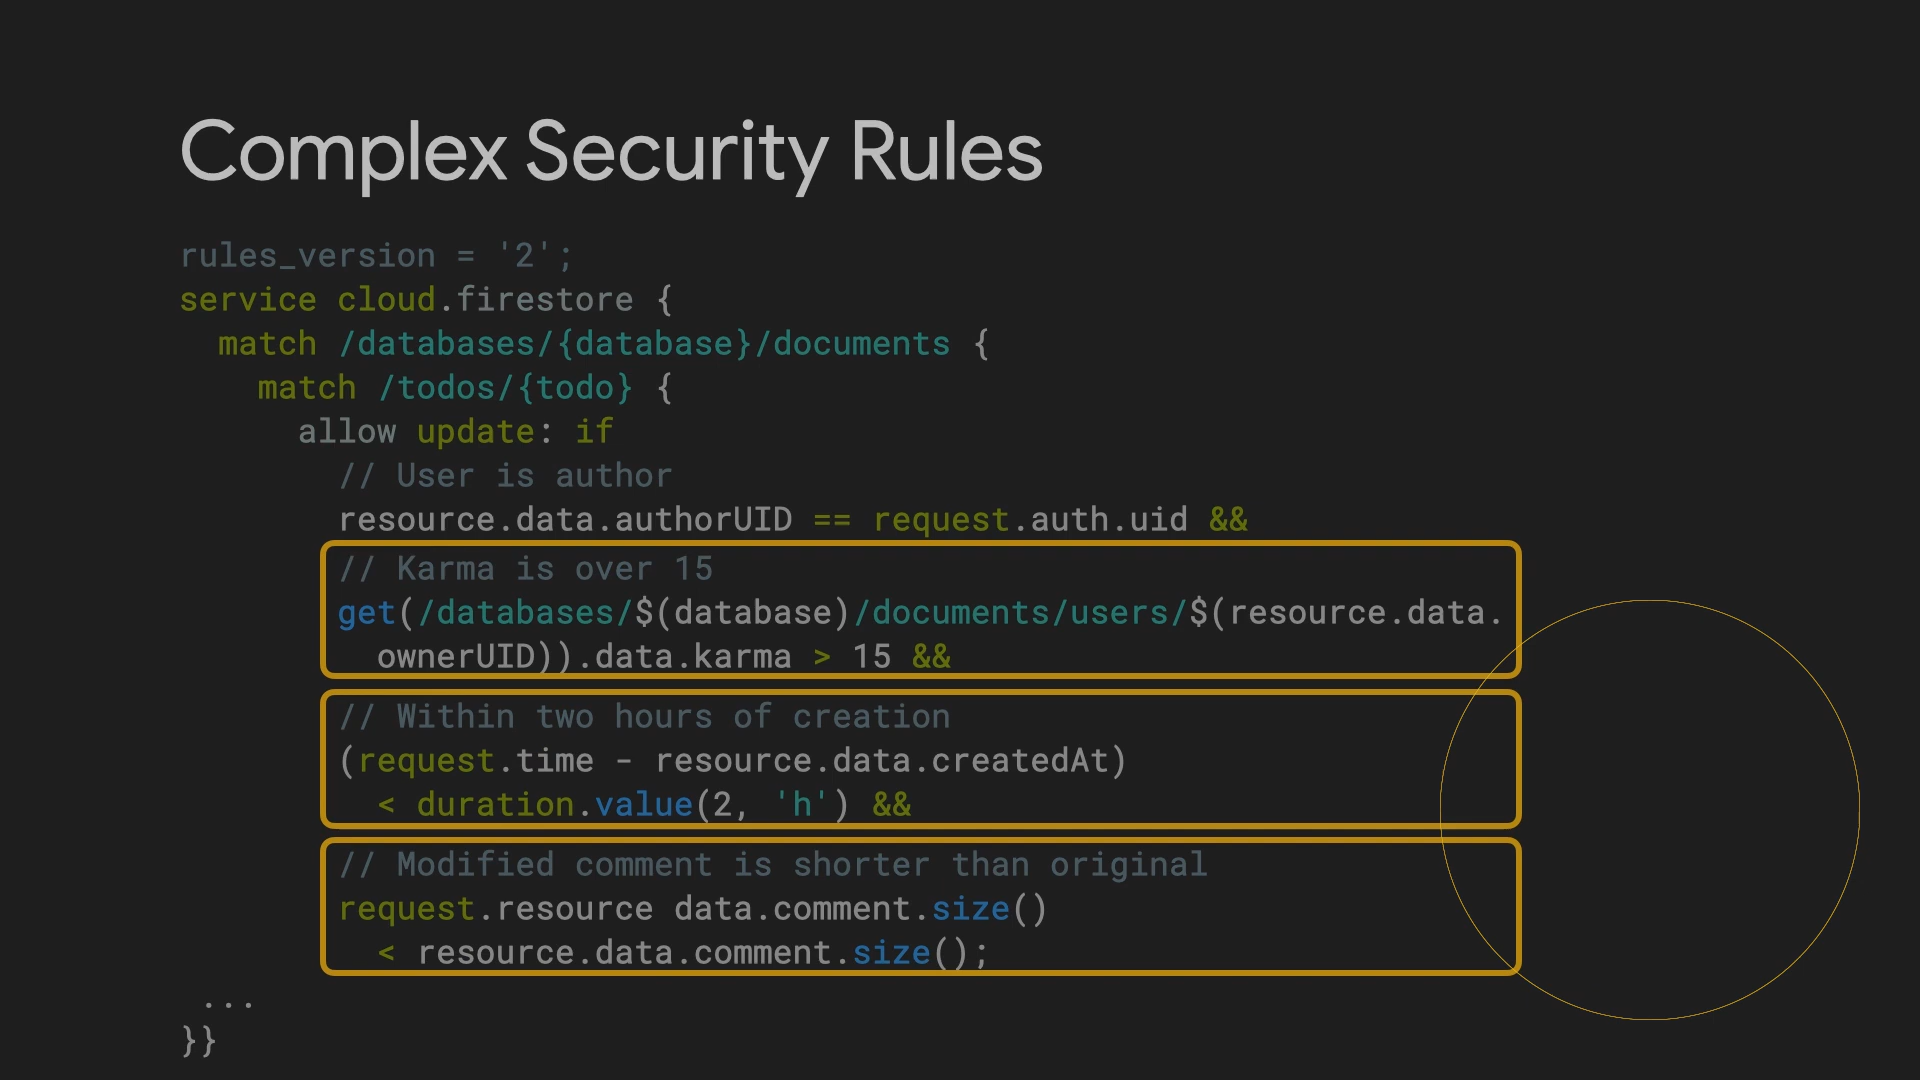 Complex Security Rules
rules_version = '2';
service cloud.firestore {
match /databases/{database}/documents {
match /todos/{todo} {
allow update: if
// User is author
resource.data.authorUID == request.auth.uid &&
// Karma is over 15
get(/databases/$(database)/documents/users/$(resource.data.
ownerUID)).data.karma > 15 &&
// Within two hours of creation
(request.time - resource.data.createdAt)
< duration.value(2, 'h') &&
// Modified comment is shorter than original
request.resource data.comment.size()
< resource.data.comment.size();
...
}}